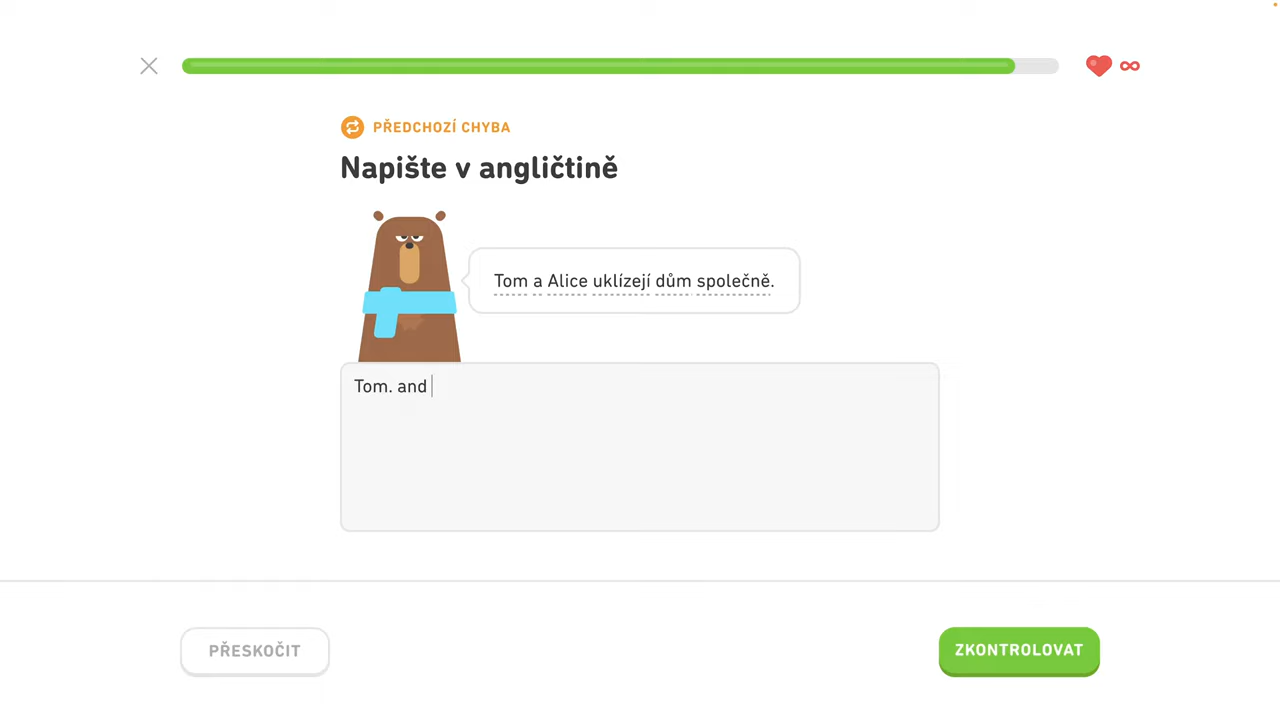 PŘEDCHOZÍ CHYBA
Napište v angličtině
Tom a Alice uklízejí dům společně.
Tom. and
PŘESKOČIT
ZKONTROLOVAT